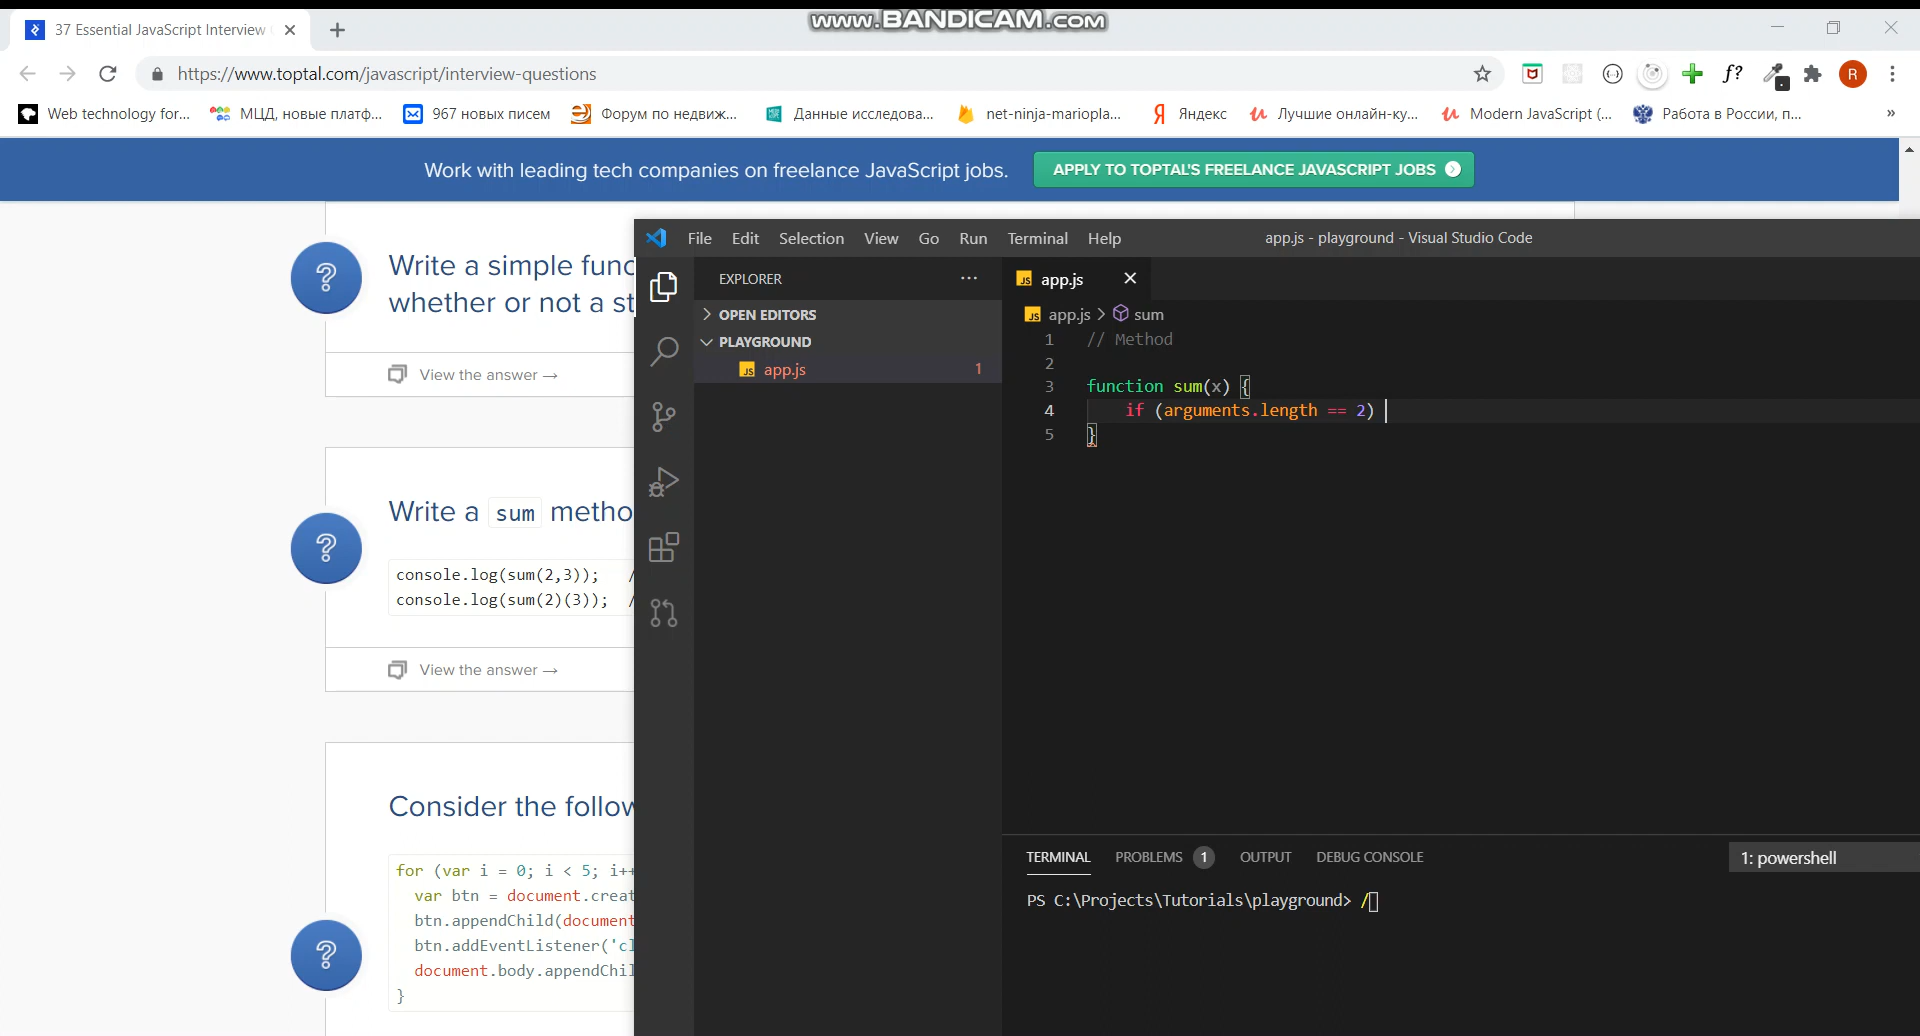 www.BANDICAM.com
37 Essential JavaScript Interview
https://www.toptal.com/javascript/interview-questions
f?
R
Web technology for...
МЦД, новые платф...
967 новых писем
Форум по недвиж...
Данные исследова...
net-ninja-mariopla...
Яндекс
Лучшие онлайн-ку...
Modern JavaScript (...
Работа в России, п...
»
Work with leading tech companies on freelance JavaScript jobs.
APPLY TO TOPTAL'S FREELANCE JAVASCRIPT JOBS
?
Write a simple func
whether or not a st
View the answer →
?
Write a sum metho
console.log(sum(2,3)); /
console.log(sum(2)(3)); /
View the answer →
Consider the follow
?
for (var i = 0; i < 5; i++
var btn = document.creat
btn.appendChild(document
btn.addEventListener('cl
document.body.appendChil
}
File Edit Selection View Go Run Terminal Help
app.js - playground - Visual Studio Code
EXPLORER ...
OPEN EDITORS
PLAYGROUND
JS app.js 1
JS app.js
JS app.js > sum
1 // Method
2
3 function sum(x) {
4 if (arguments.length == 2)
5 }
TERMINAL PROBLEMS 1 OUTPUT DEBUG CONSOLE
1: powershell
PS C:\Projects\Tutorials\playground> /